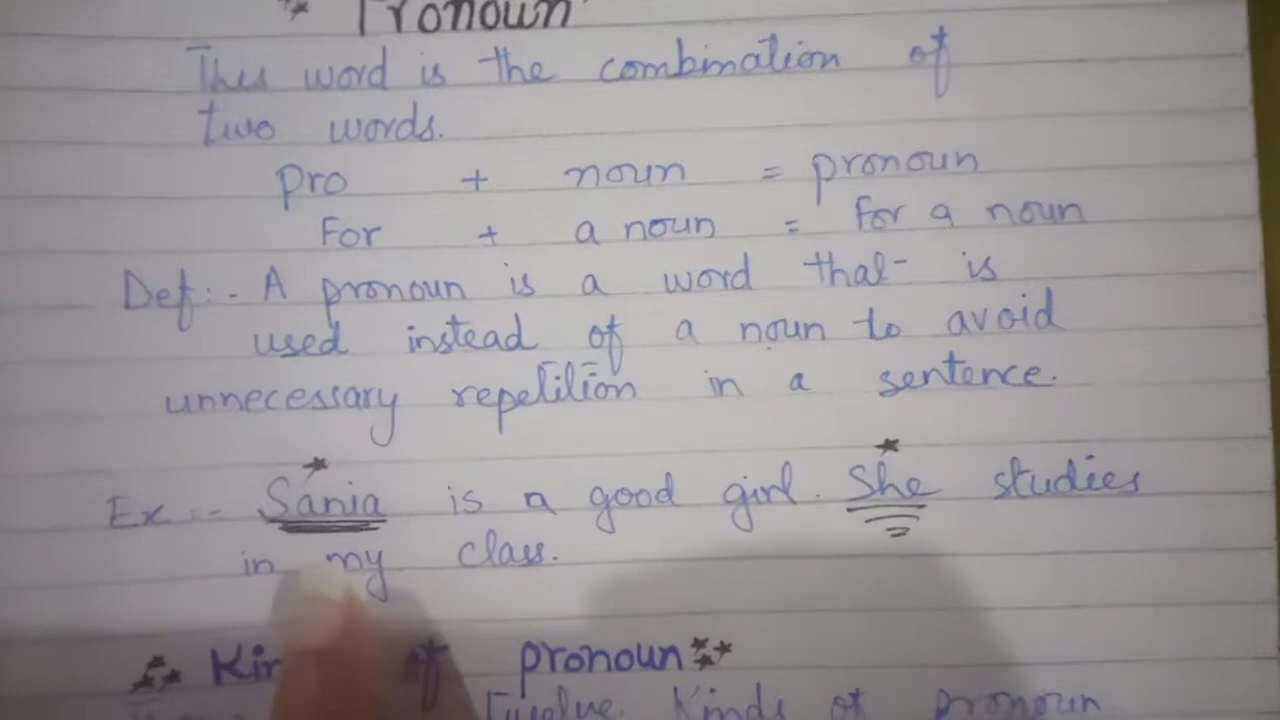 * Pronoun
This word is the combination of
two words.
pro + noun = pronoun
For + a noun = for a noun
Def:- A pronoun is a word that is
used instead of a noun to avoid
unnecessary repetition in a sentence.
Ex :- Sania is a good girl. She studies
in my class.
of pronoun
Twelve Kinds of pronoun